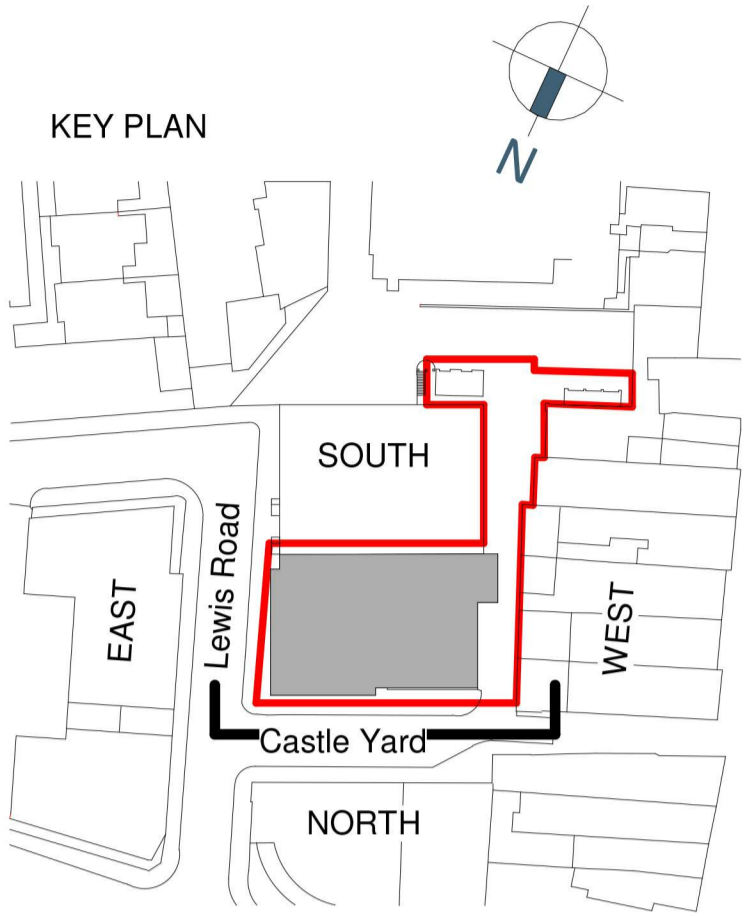 KEY PLAN
N
SOUTH
Lewis Road
EAST
WEST
Castle Yard
NORTH